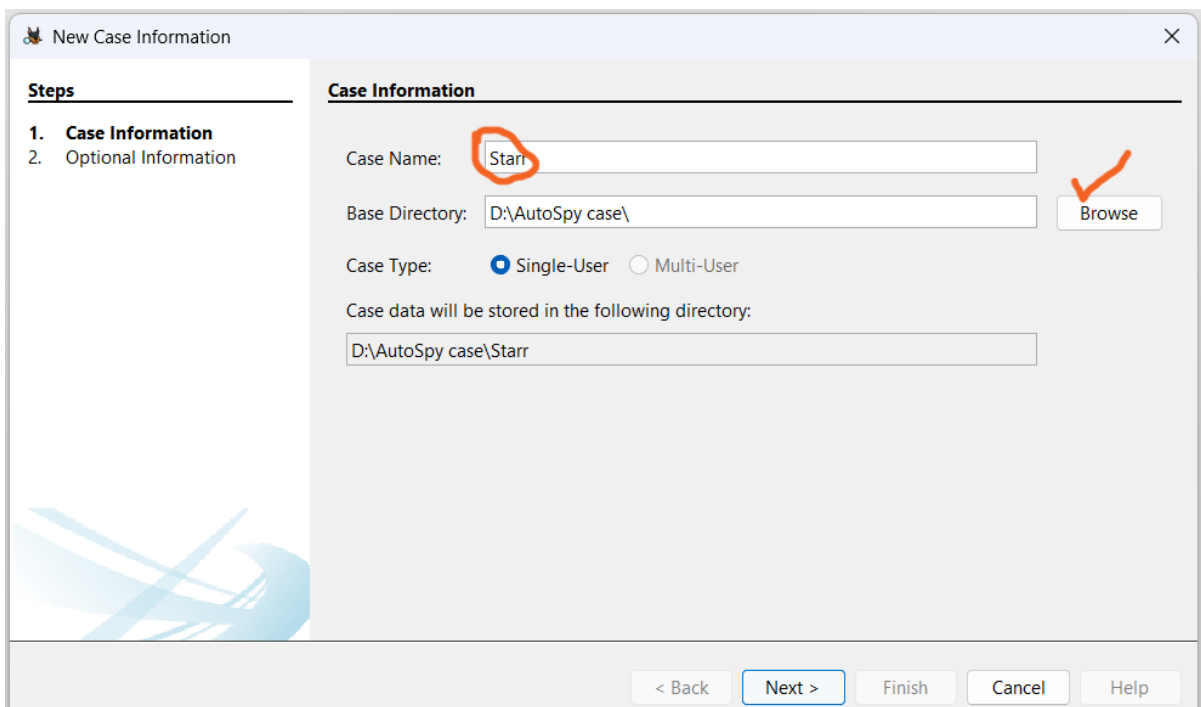 New Case Information
Steps
1. Case Information
2. Optional Information
Case Information
Case Name: Starr
Base Directory: D:\AutoSpy case\ Browse
Case Type: Single-User Multi-User
Case data will be stored in the following directory:
D:\AutoSpy case\Starr
< Back Next > Finish Cancel Help